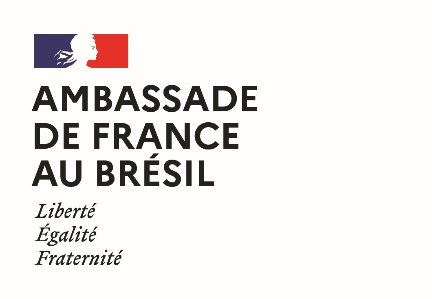 AMBASSADE
DE FRANCE
AU BRÉSIL
Liberté
Égalité
Fraternité